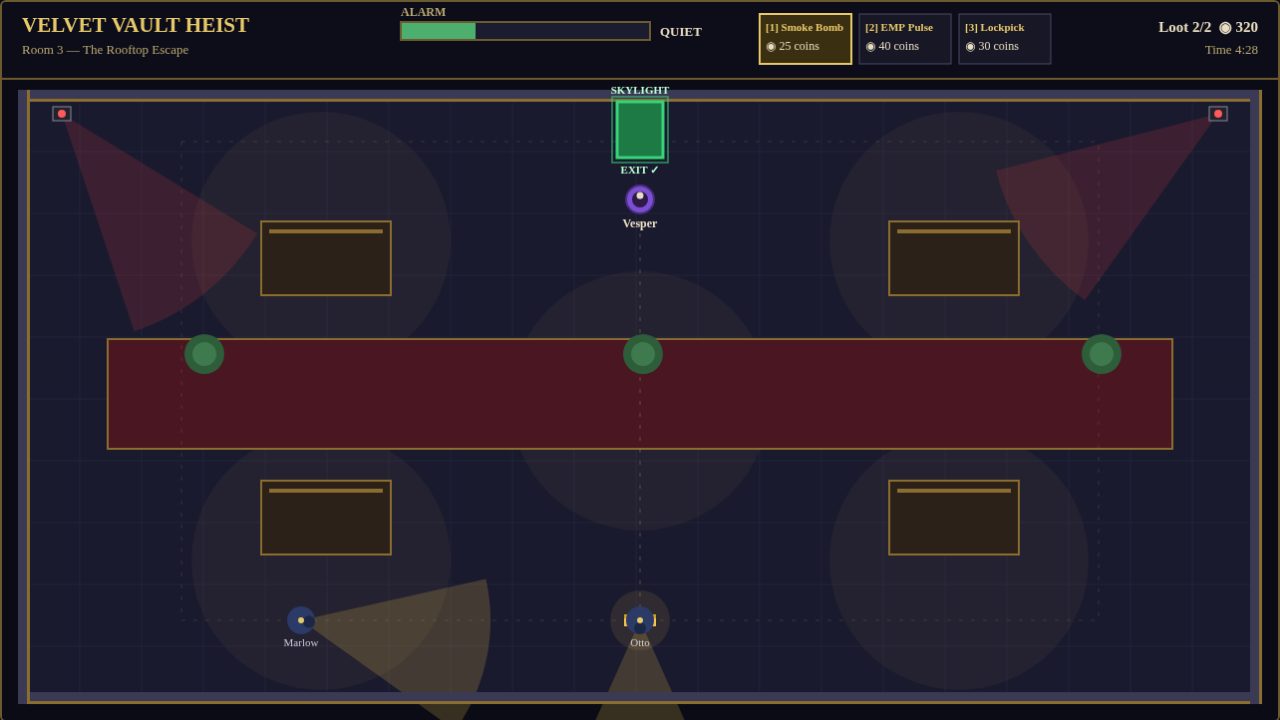 VELVET VAULT HEIST
Room 3 — The Rooftop Escape
ALARM
QUIET
[1] Smoke Bomb
◉ 25 coins
[2] EMP Pulse
◉ 40 coins
[3] Lockpick
◉ 30 coins
Loot 2/2 ◉ 320
Time 4:28
SKYLIGHT
EXIT ✓
Vesper
Marlow
Otto